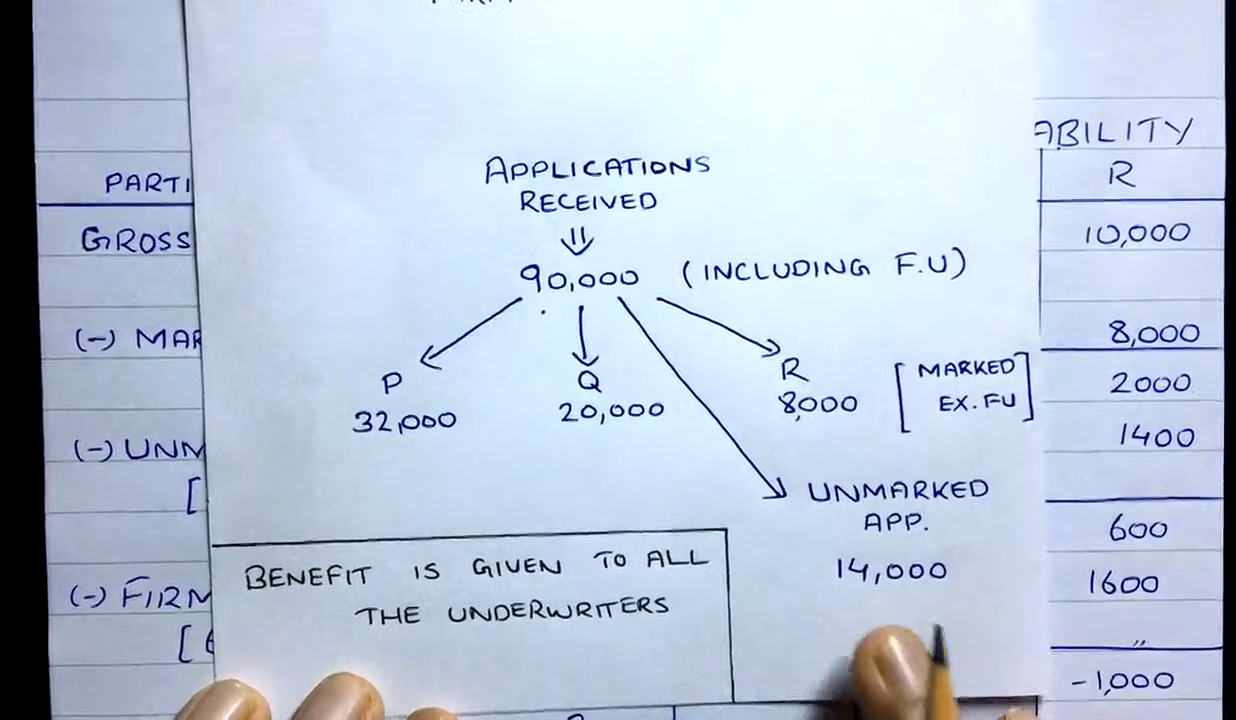 ABILITY
PARTI
R
GROSS
10,000
(-) MAR
8,000
2000
(-) UNM
1400
[
600
(-) FIRM
1600
[
"
-1,000
APPLICATIONS
RECEIVED
90,000 (INCLUDING F.U)
P
32,000
Q
20,000
R
8,000
[MARKED
EX. FU]
UNMARKED
APP.
14,000
BENEFIT IS GIVEN TO ALL
THE UNDERWRITERS